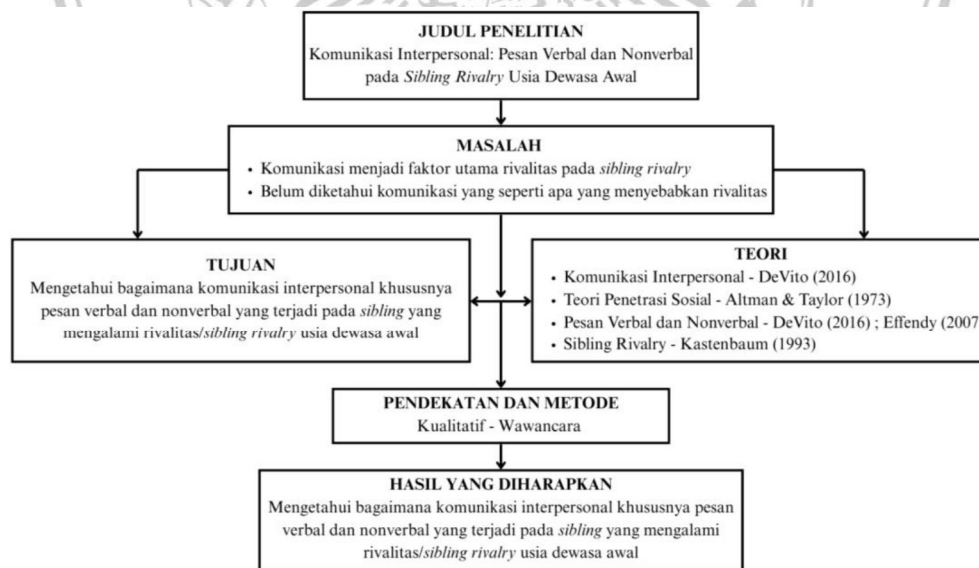 JUDUL PENELITIAN
Komunikasi Interpersonal: Pesan Verbal dan Nonverbal
pada Sibling Rivalry Usia Dewasa Awal
MASALAH
• Komunikasi menjadi faktor utama rivalitas pada sibling rivalry
• Belum diketahui komunikasi yang seperti apa yang menyebabkan rivalitas
TUJUAN
Mengetahui bagaimana komunikasi interpersonal khususnya
pesan verbal dan nonverbal yang terjadi pada sibling yang
mengalami rivalitas/sibling rivalry usia dewasa awal
TEORI
• Komunikasi Interpersonal - DeVito (2016)
• Teori Penetrasi Sosial - Altman & Taylor (1973)
• Pesan Verbal dan Nonverbal - DeVito (2016) ; Effendy (2007
• Sibling Rivalry - Kastenbaum (1993)
PENDEKATAN DAN METODE
Kualitatif - Wawancara
HASIL YANG DIHARAPKAN
Mengetahui bagaimana komunikasi interpersonal khususnya pesan
verbal dan nonverbal yang terjadi pada sibling yang mengalami
rivalitas/sibling rivalry usia dewasa awal